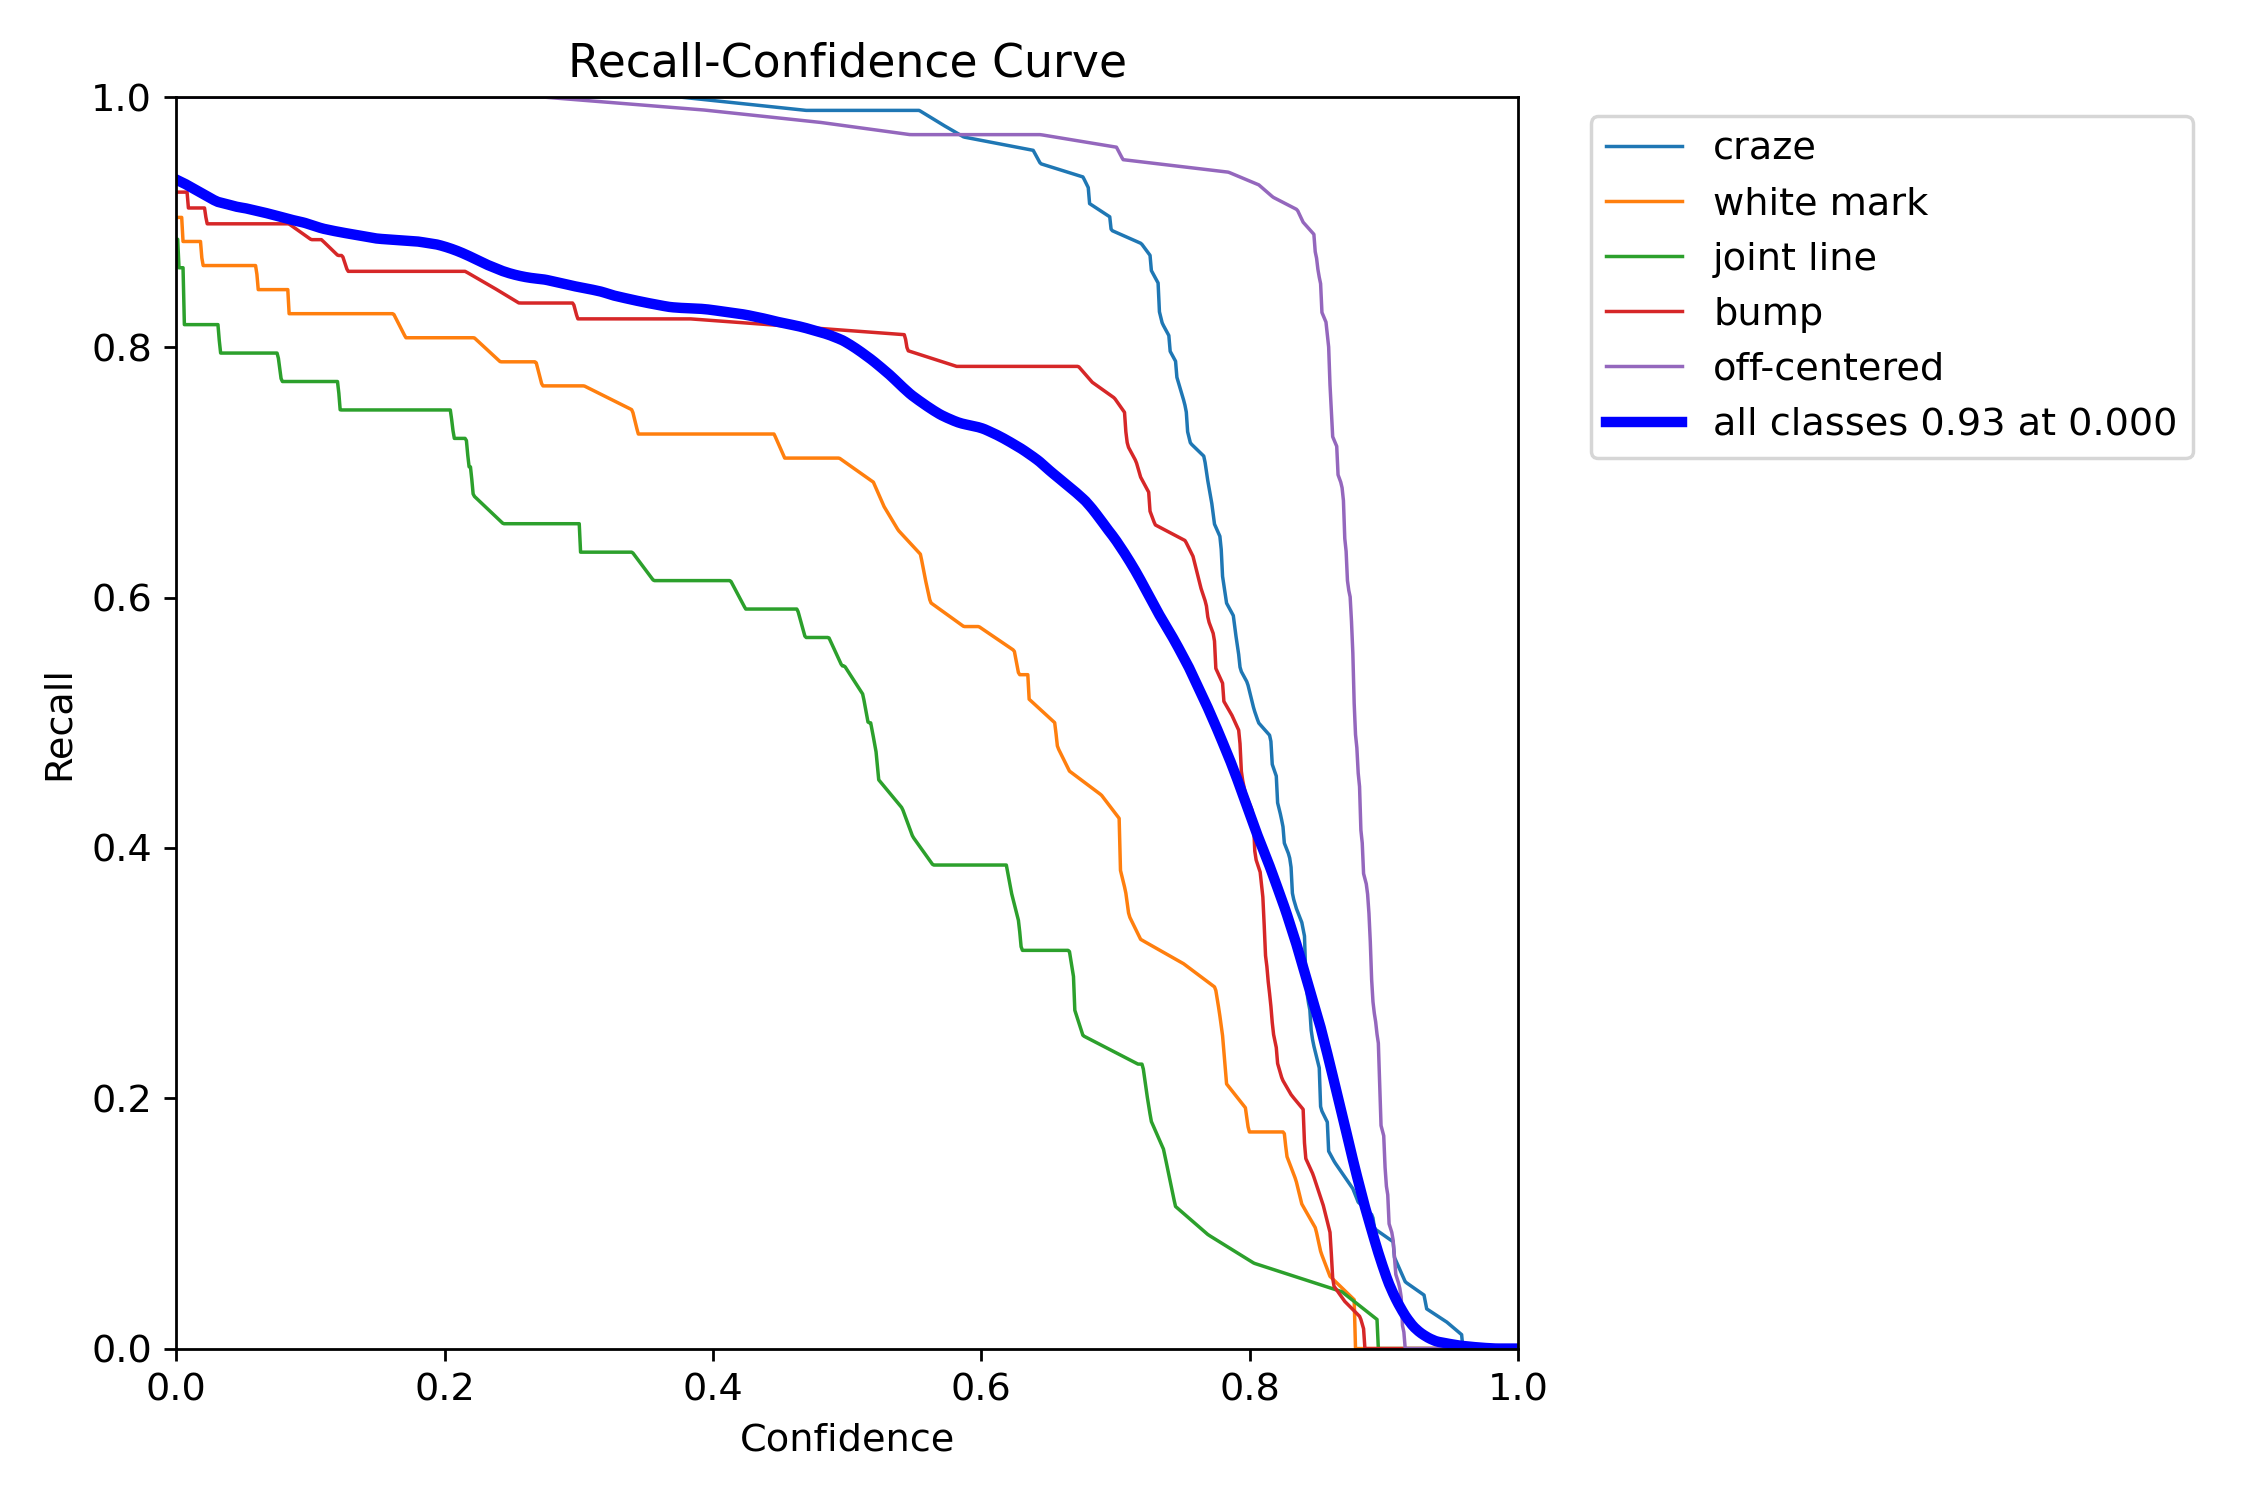 Recall-Confidence Curve
1.0
0.8
0.6
0.4
0.2
0.0
Recall
0.0 0.2 0.4 0.6 0.8 1.0
Confidence
craze
white mark
joint line
bump
off-centered
all classes 0.93 at 0.000